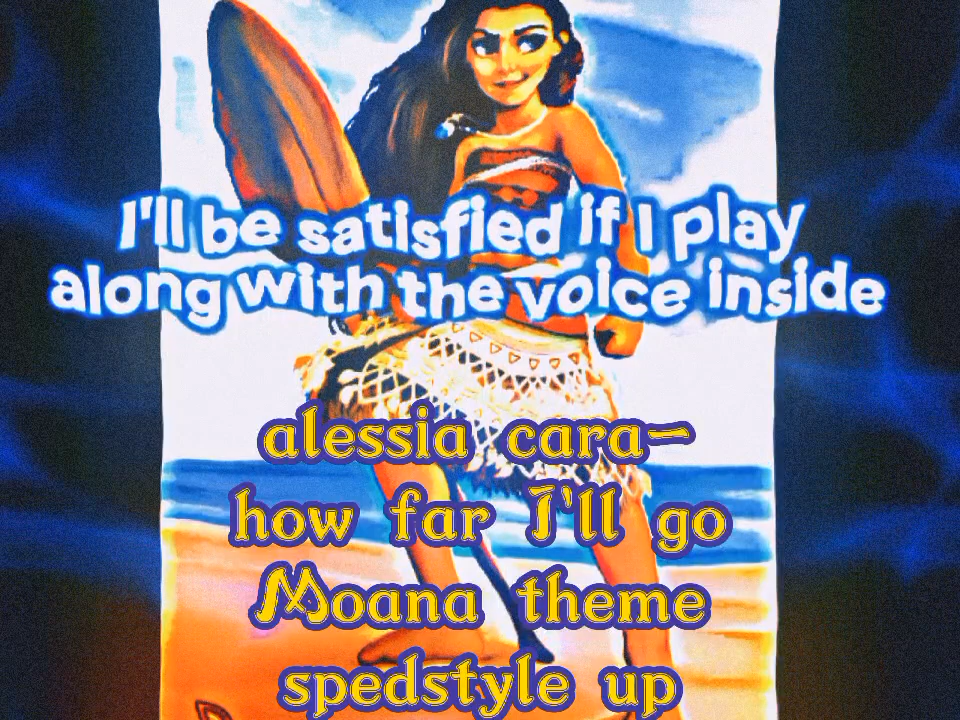 I'll be satisfied if I play
along with the voice inside
alessia cara-
how far I'll go
Moana theme
spedstyle up